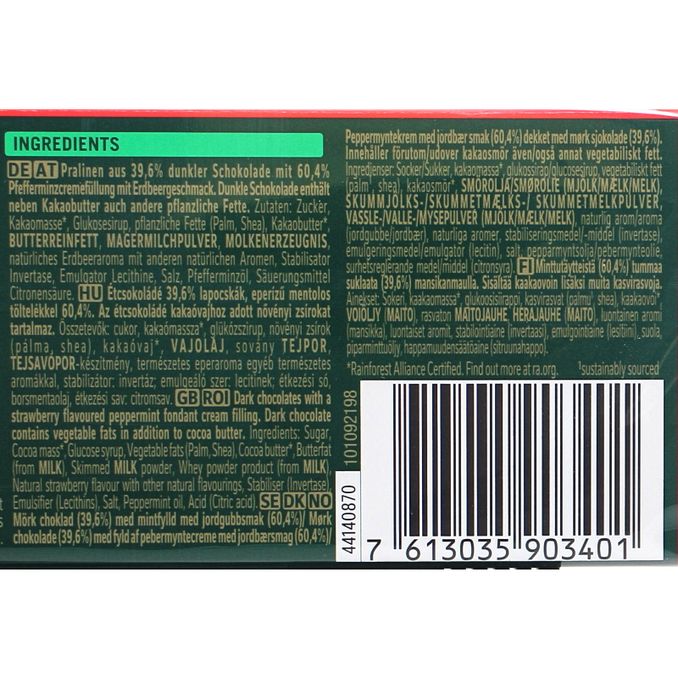 INGREDIENTS
DE AT Pralinen aus 39,6% dunkler Schokolade mit 60,4%
Pfefferminzcremefüllung mit Erdbeergeschmack. Dunkle Schokolade enthält
neben Kakaobutter auch andere pflanzliche Fette. Zutaten: Zucker,
Kakaomasse*, Glukosesirup, pflanzliche Fette (Palm, Shea), Kakaobutter*,
BUTTERREINFETT, MAGERMILCHPULVER, MOLKENERZEUGNIS,
natürliches Erdbeeraroma mit anderen natürlichen Aromen, Stabilisator
Invertase, Emulgator Lecithine, Salz, Pfefferminzöl, Säuerungsmittel
Citronensäure. HU Étcsokoládé 39,6% lapocskák, eperízű mentolos
töltelékkel 60,4%. Az étcsokoládé kakaóvajhoz adott növényi zsírokat
tartalmaz. Összetevők: cukor, kakaómassza*, glükózszirup, növényi zsírok
(pálma, shea), kakaóvaj*, VAJOLAJ, sovány TEJPOR,
TEJSAVÓPOR-készítmény, természetes eperaroma egyéb természetes
aromákkal, stabilizátor: invertáz; emulgeáló szer: lecitinek; étkezési só,
borsmentaolaj, étkezési sav: citromsav. GB ROI Dark chocolates with a
strawberry flavoured peppermint fondant cream filling. Dark chocolate
contains vegetable fats in addition to cocoa butter. Ingredients: Sugar,
Cocoa mass*, Glucose syrup, Vegetable fats (Palm, Shea), Cocoa butter*, Butterfat
(from MILK), Skimmed MILK powder, Whey powder product (from MILK),
Natural strawberry flavour with other natural flavourings, Stabiliser (Invertase),
Emulsifier (Lecithins), Salt, Peppermint oil, Acid (Citric acid). SE DK NO
Mörk choklad (39,6%) med mintfylld med jordgubbsmak (60,4%)/ Mørk
chokolade (39,6%) med fyld af pebermyntecreme med jordbærsmag (60,4%)/
Peppermyntekrem med jordbær smak (60,4%) dekket med mørk sjokolade (39,6%).
Innehåller förutom/udover kakaosmör även/også annat vegetabiliskt fett.
Ingredienser: Socker/Sukker, kakaomassa*, glukossirap/glucosesirup, vegetabiliskt fett
(palm, shea), kakaosmör*, SMÖROLJA/SMØROLIE (MJÖLK/MÆLK/MELK),
SKUMMJÖLKS-/SKUMMETMÆLKS-/ SKUMMETMELKPULVER,
VASSLE-/VALLE-/MYSEPULVER (MJÖLK/MÆLK/MELK), naturlig arom/aroma
(jordgubbar/jordbær), naturliga aromer, stabiliseringsmedel/-middel (invertase),
emulgeringsmedel/emulgator (lecitin), salt, pepparmyntsolja/pebermynteolie,
surhetsreglerande medel/middel (citronsyra). FI Minttutäytteistä (60,4%) tummaa
suklaata (39,6%) mansikanmaulla. Sisältää kaakaovoin lisäksi muita kasvirasvoja.
Ainekset: Sokeri, kaakaomassa*, glukoosisiirappi, kasvirasvat (palm, shea), kaakaovoi*,
VOIÖLJY (MAITO), rasvaton MAITOJAUHE, HERAJAUHE (MAITO), luontainen aromi
(mansikka), luontaiset aromit, stabilointiaine (invertaasi), emulgointiaine (lesitiini), suola,
piparminttuöljy, happamuudensäätöaine (sitruunahappo).
*Rainforest Alliance Certified. Find out more at ra.org. ¹sustainably sourced
101092198
44140870
7 613035 903401